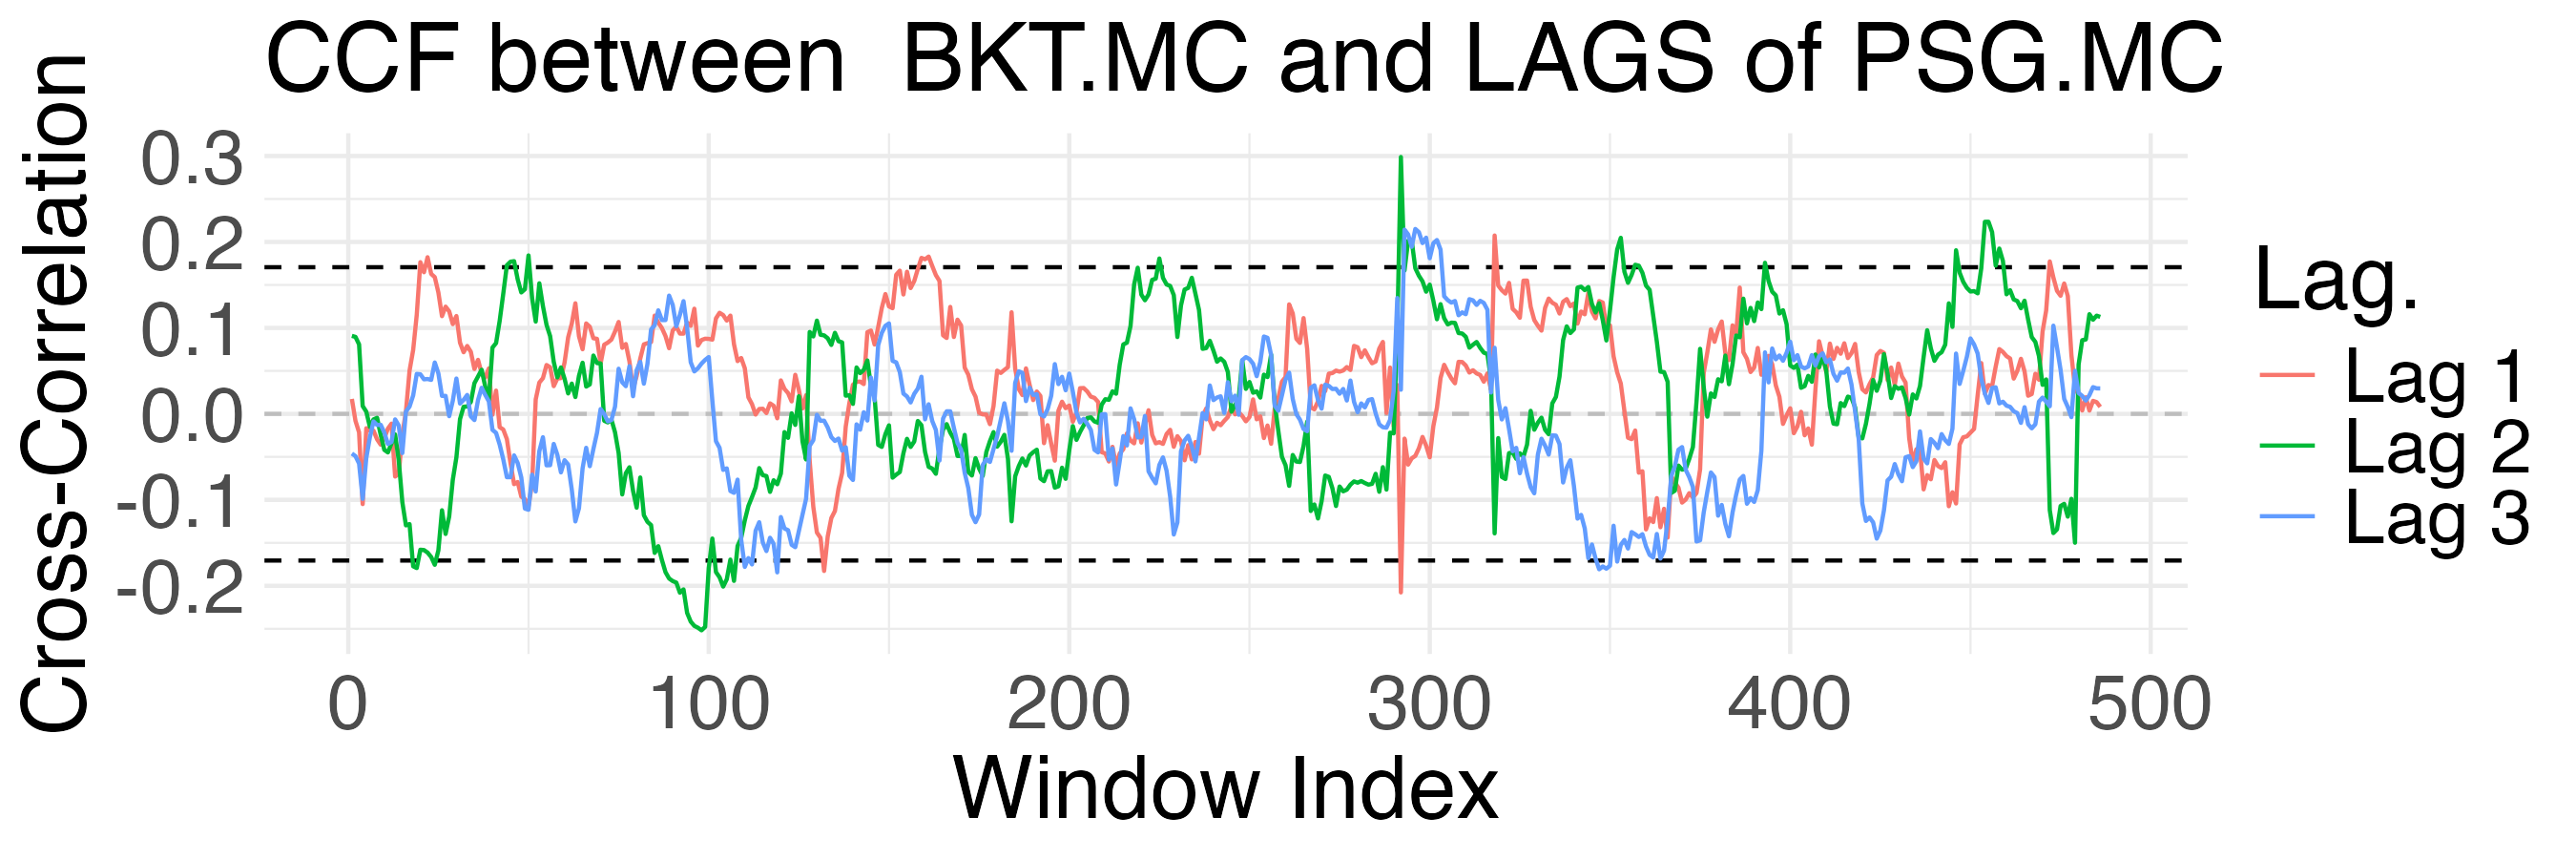 CCF between  BKT.MC and LAGS of PSG.MC
Cross-Correlation
0.3
0.2
0.1
0.0
-0.1
-0.2
0
100
200
300
400
500
Window Index
Lag.
Lag 1
Lag 2
Lag 3